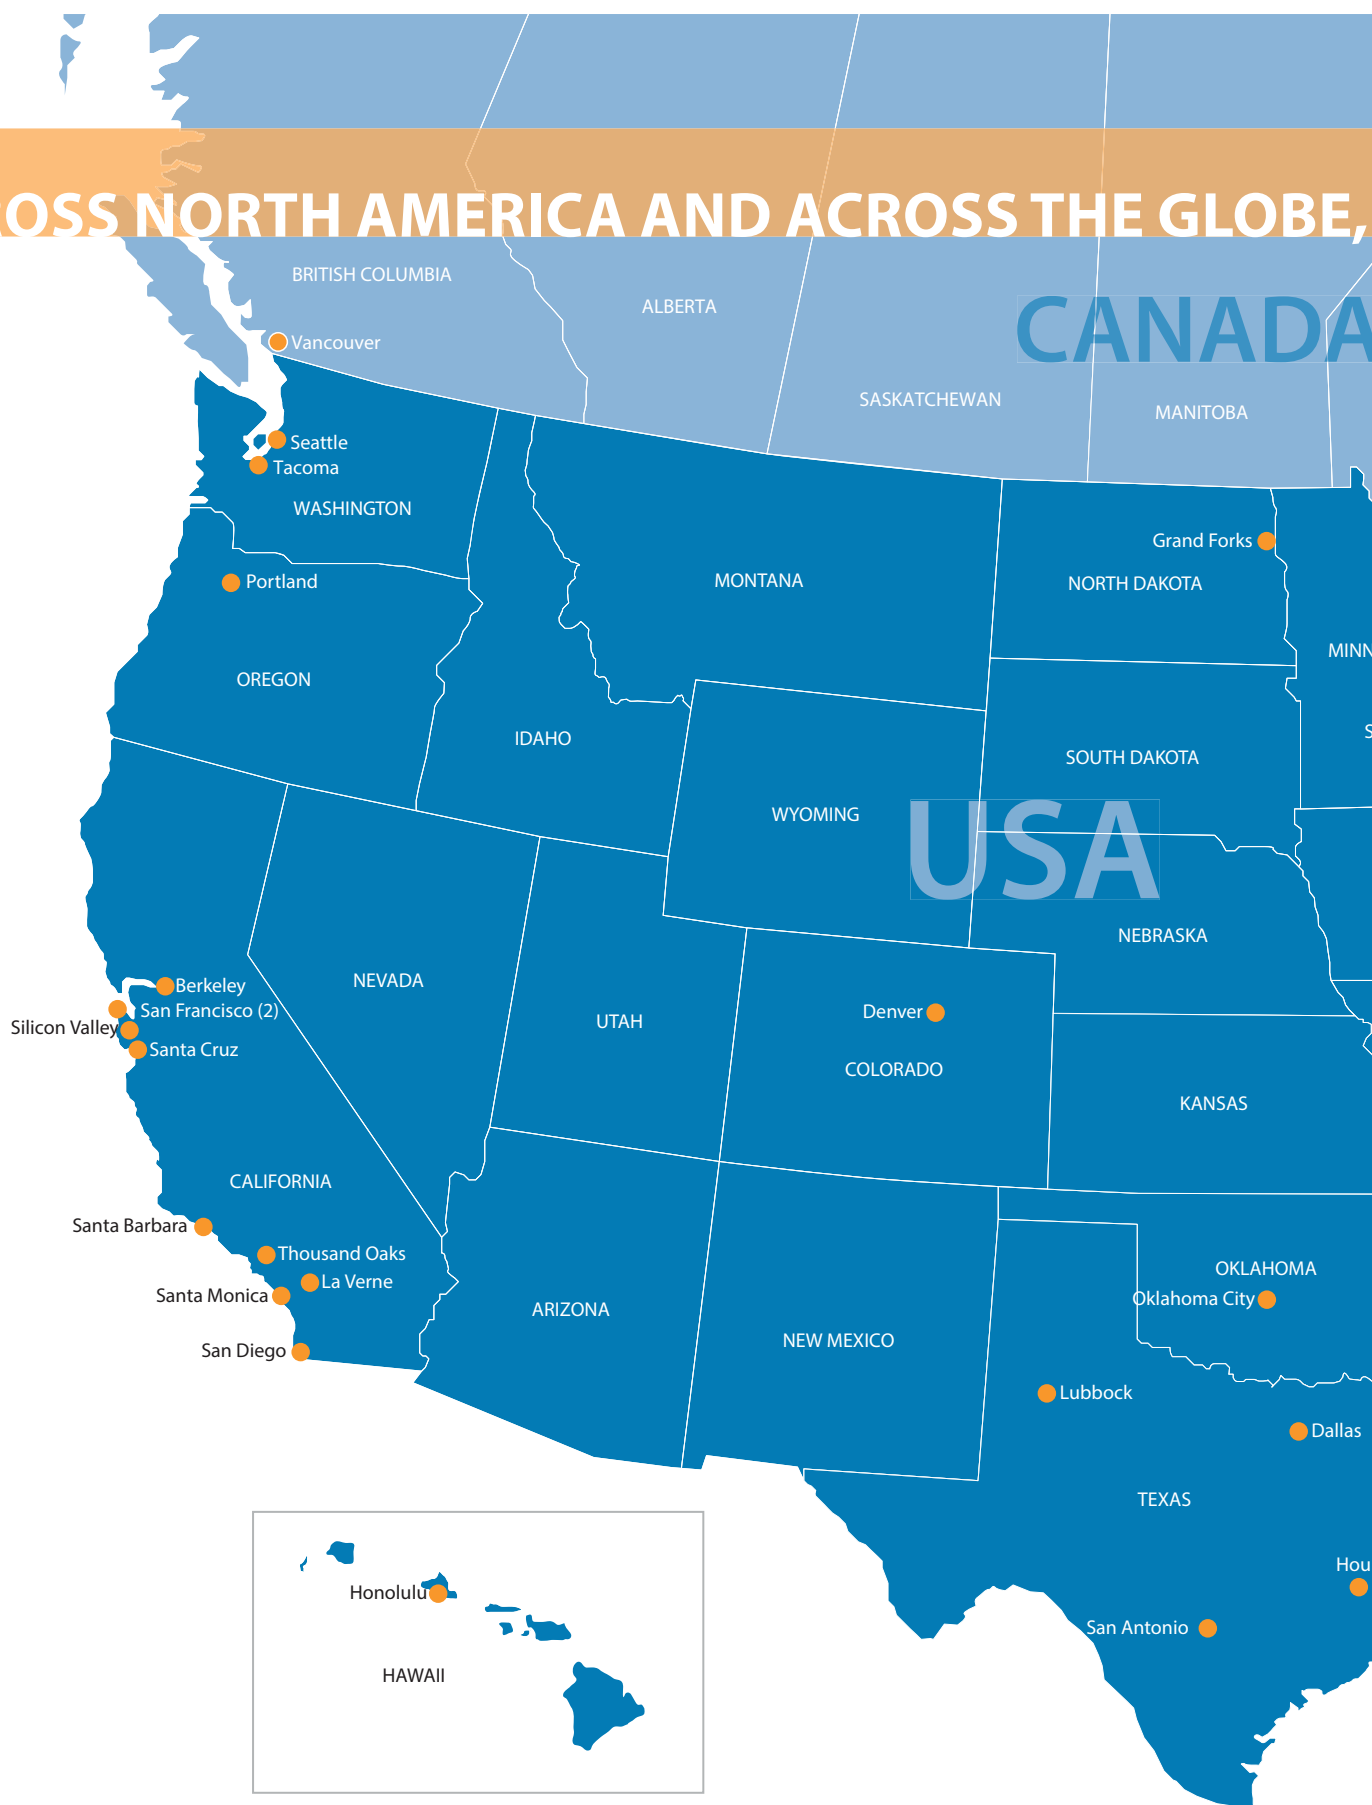 OSS NORTH AMERICA AND ACROSS THE GLOBE,
BRITISH COLUMBIA
ALBERTA
CANADA
Vancouver
SASKATCHEWAN
MANITOBA
Seattle
Tacoma
WASHINGTON
Grand Forks
Portland
MONTANA
NORTH DAKOTA
MINN
OREGON
IDAHO
S
SOUTH DAKOTA
WYOMING
USA
NEBRASKA
NEVADA
Berkeley
San Francisco (2)
Silicon Valley
Santa Cruz
UTAH
Denver
COLORADO
KANSAS
CALIFORNIA
Santa Barbara
Thousand Oaks
La Verne
Santa Monica
San Diego
ARIZONA
NEW MEXICO
OKLAHOMA
Oklahoma City
Lubbock
Dallas
TEXAS
Hou
San Antonio
Honolulu
HAWAII